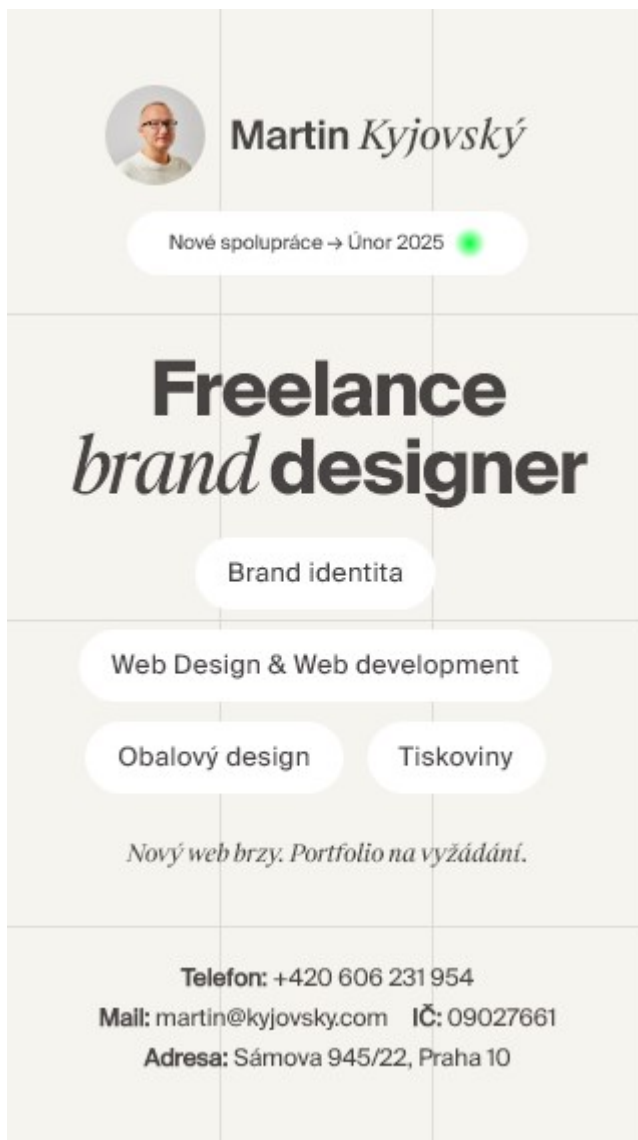 Martin Kyjovský
Nové spolupráce → Únor 2025
Freelance
brand designer
Brand identita
Web Design & Web development
Obalový design Tiskoviny
Nový web brzy. Portfolio na vyžádání.
Telefon: +420 606 231 954
Mail: martin@kyjovsky.com IČ: 09027661
Adresa: Sámova 945/22, Praha 10